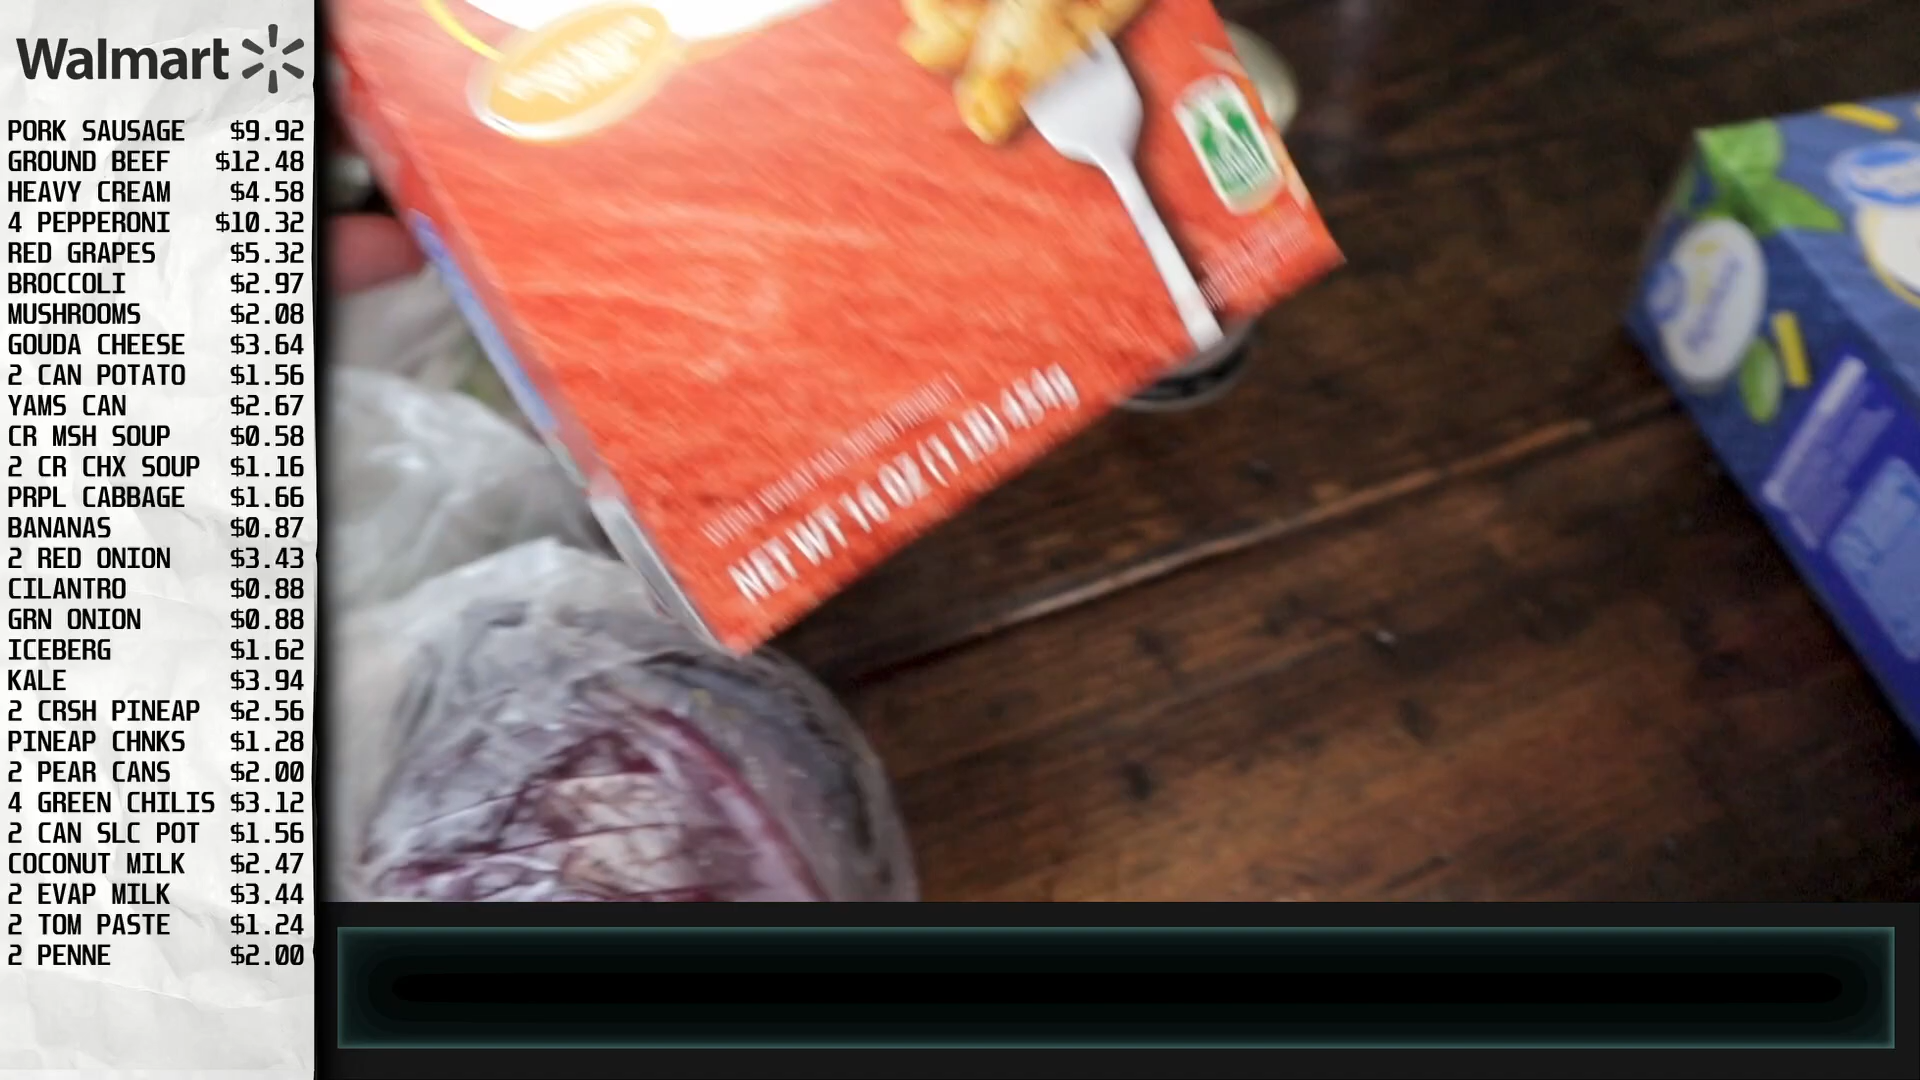 Walmart
PORK SAUSAGE $9.92
GROUND BEEF $12.48
HEAVY CREAM $4.58
4 PEPPERONI $10.32
RED GRAPES $5.32
BROCCOLI $2.97
MUSHROOMS $2.08
GOUDA CHEESE $3.64
2 CAN POTATO $1.56
YAMS CAN $2.67
CR MSH SOUP $0.58
2 CR CHX SOUP $1.16
PRPL CABBAGE $1.66
BANANAS $0.87
2 RED ONION $3.43
CILANTRO $0.88
GRN ONION $0.88
ICEBERG $1.62
KALE $3.94
2 CRSH PINEAP $2.56
PINEAP CHNKS $1.28
2 PEAR CANS $2.00
4 GREEN CHILIS $3.12
2 CAN SLC POT $1.56
COCONUT MILK $2.47
2 EVAP MILK $3.44
2 TOM PASTE $1.24
2 PENNE $2.00
NET WT 16 OZ (1 LB) 454g